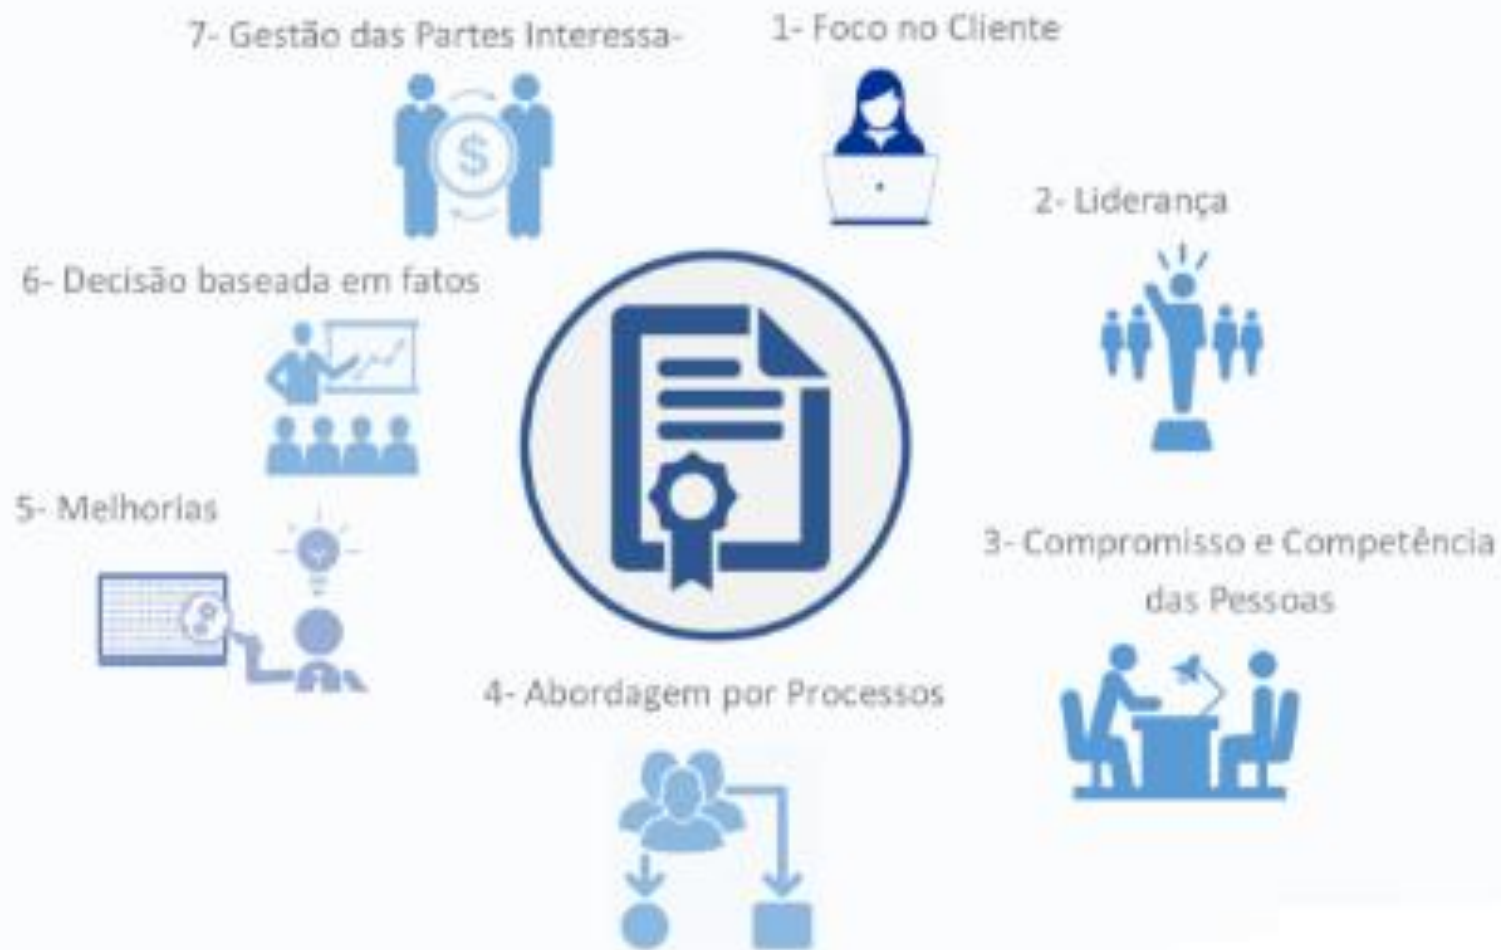 1- Foco no Cliente
2- Liderança
3- Compromisso e Competência
das Pessoas
4- Abordagem por Processos
5- Melhorias
6- Decisão baseada em fatos
7- Gestão das Partes Interessa-
$